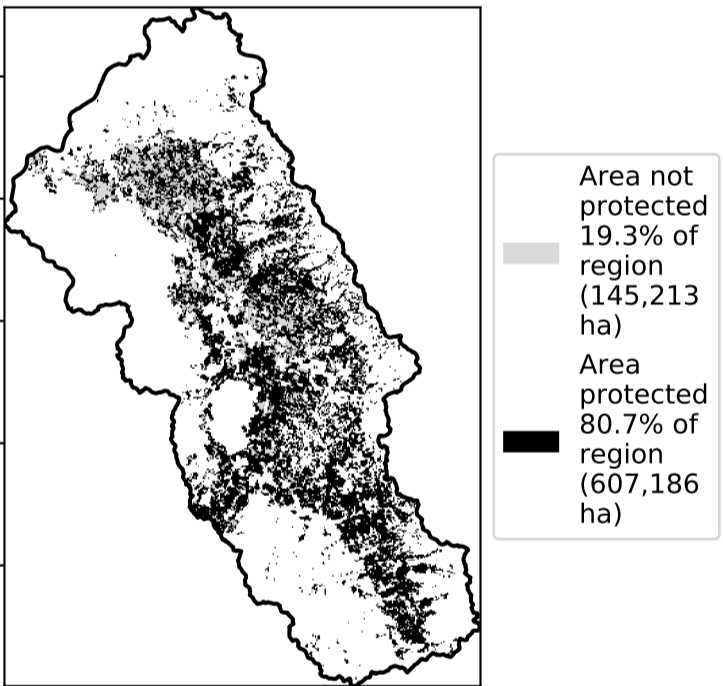 Area not
protected
19.3% of
region
(145,213
ha)
Area
protected
80.7% of
region
(607,186
ha)